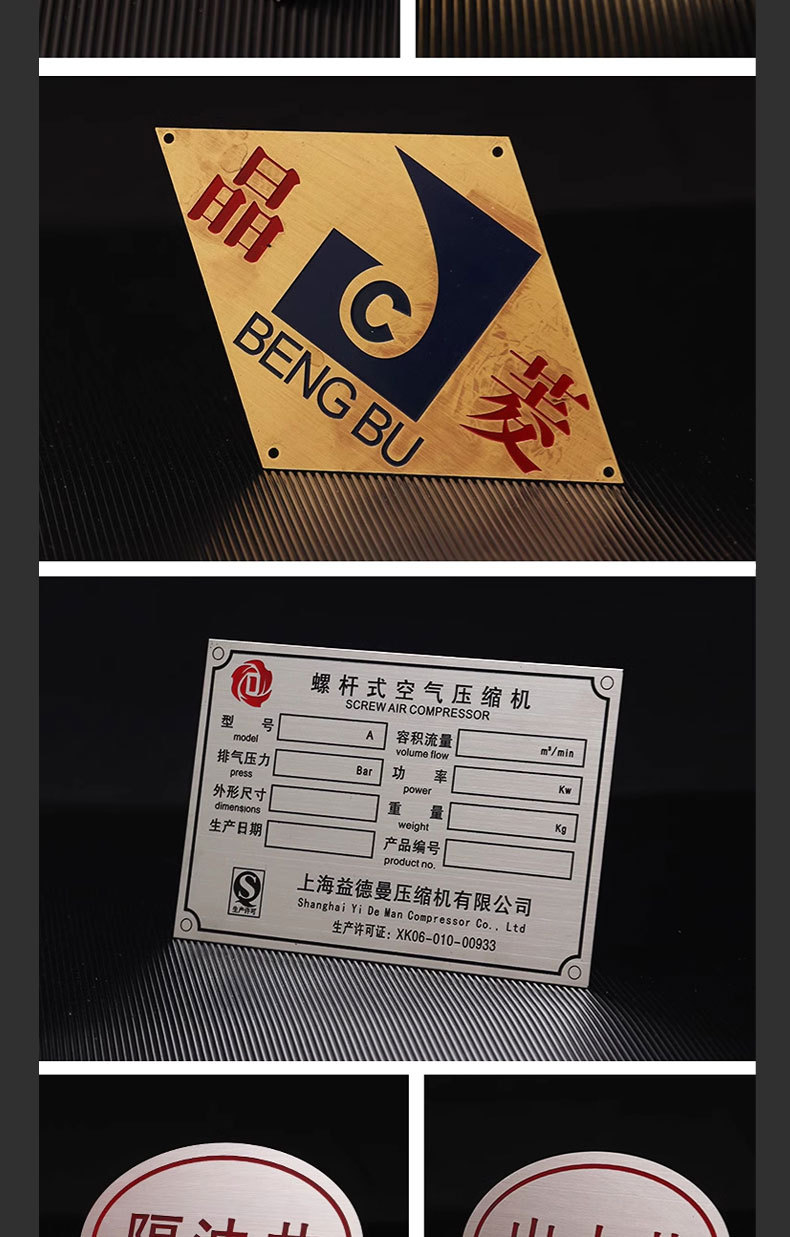 晶
C
BENG BU
菱
螺杆式空气压缩机
SCREW AIR COMPRESSOR
型 号 A 容积流量 m³/min
model volume flow
排气压力 Bar 功 率 Kw
press power
外形尺寸 重 量 Kg
dimensions weight
生产日期 产品编号
product no.
生产许可
上海益德曼压缩机有限公司
Shanghai Yi De Man Compressor Co., Ltd
生产许可证: XK06-010-00933
隔油井